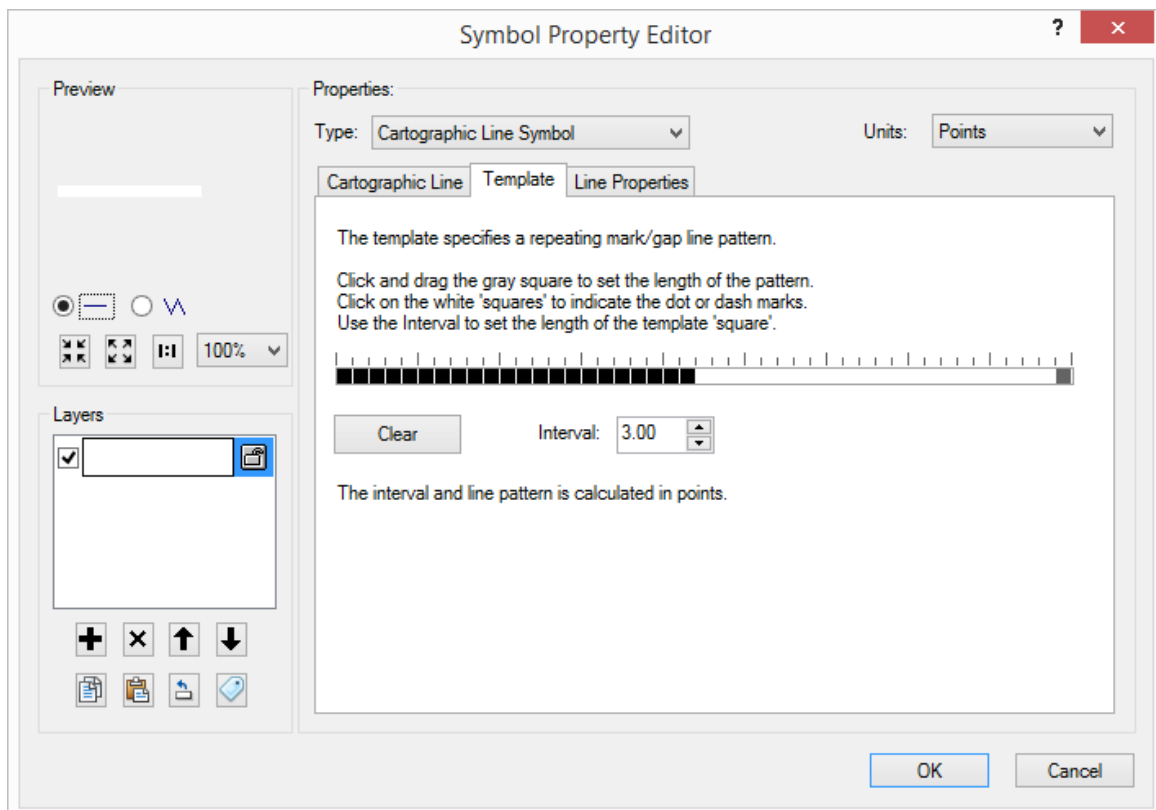 Symbol Property Editor
?
Preview
Properties:
Type: Cartographic Line Symbol
Units: Points
Cartographic Line
Template
Line Properties
The template specifies a repeating mark/gap line pattern.
Click and drag the gray square to set the length of the pattern.
Click on the white 'squares' to indicate the dot or dash marks.
Use the Interval to set the length of the template 'square'.
1:1
100%
Layers
Clear
Interval: 3.00
The interval and line pattern is calculated in points.
OK
Cancel